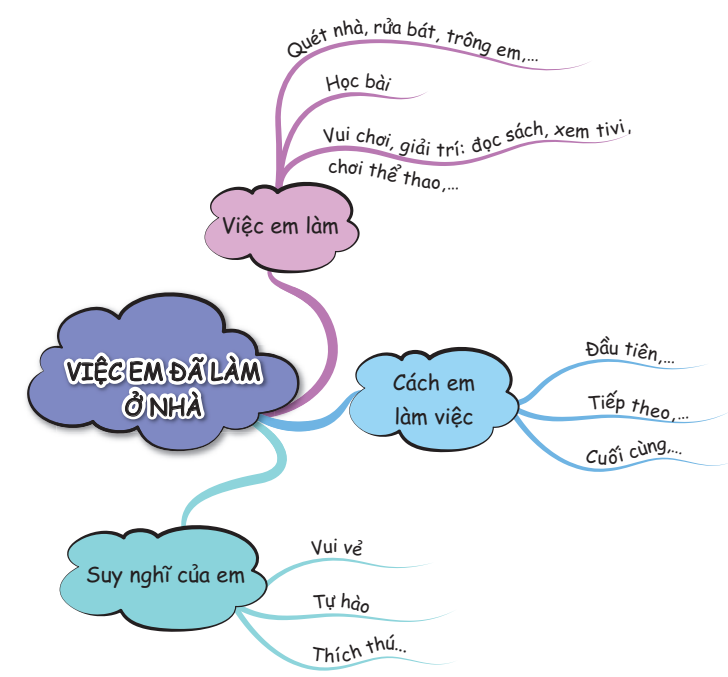 Quét nhà, rửa bát, trông em,...
Học bài
Vui chơi, giải trí: đọc sách, xem tivi,
chơi thể thao,...
Việc em làm
VIỆC EM ĐÃ LÀM
Ở NHÀ
Cách em
làm việc
Đầu tiên,...
Tiếp theo,...
Cuối cùng,...
Suy nghĩ của em
Vui vẻ
Tự hào
Thích thú...